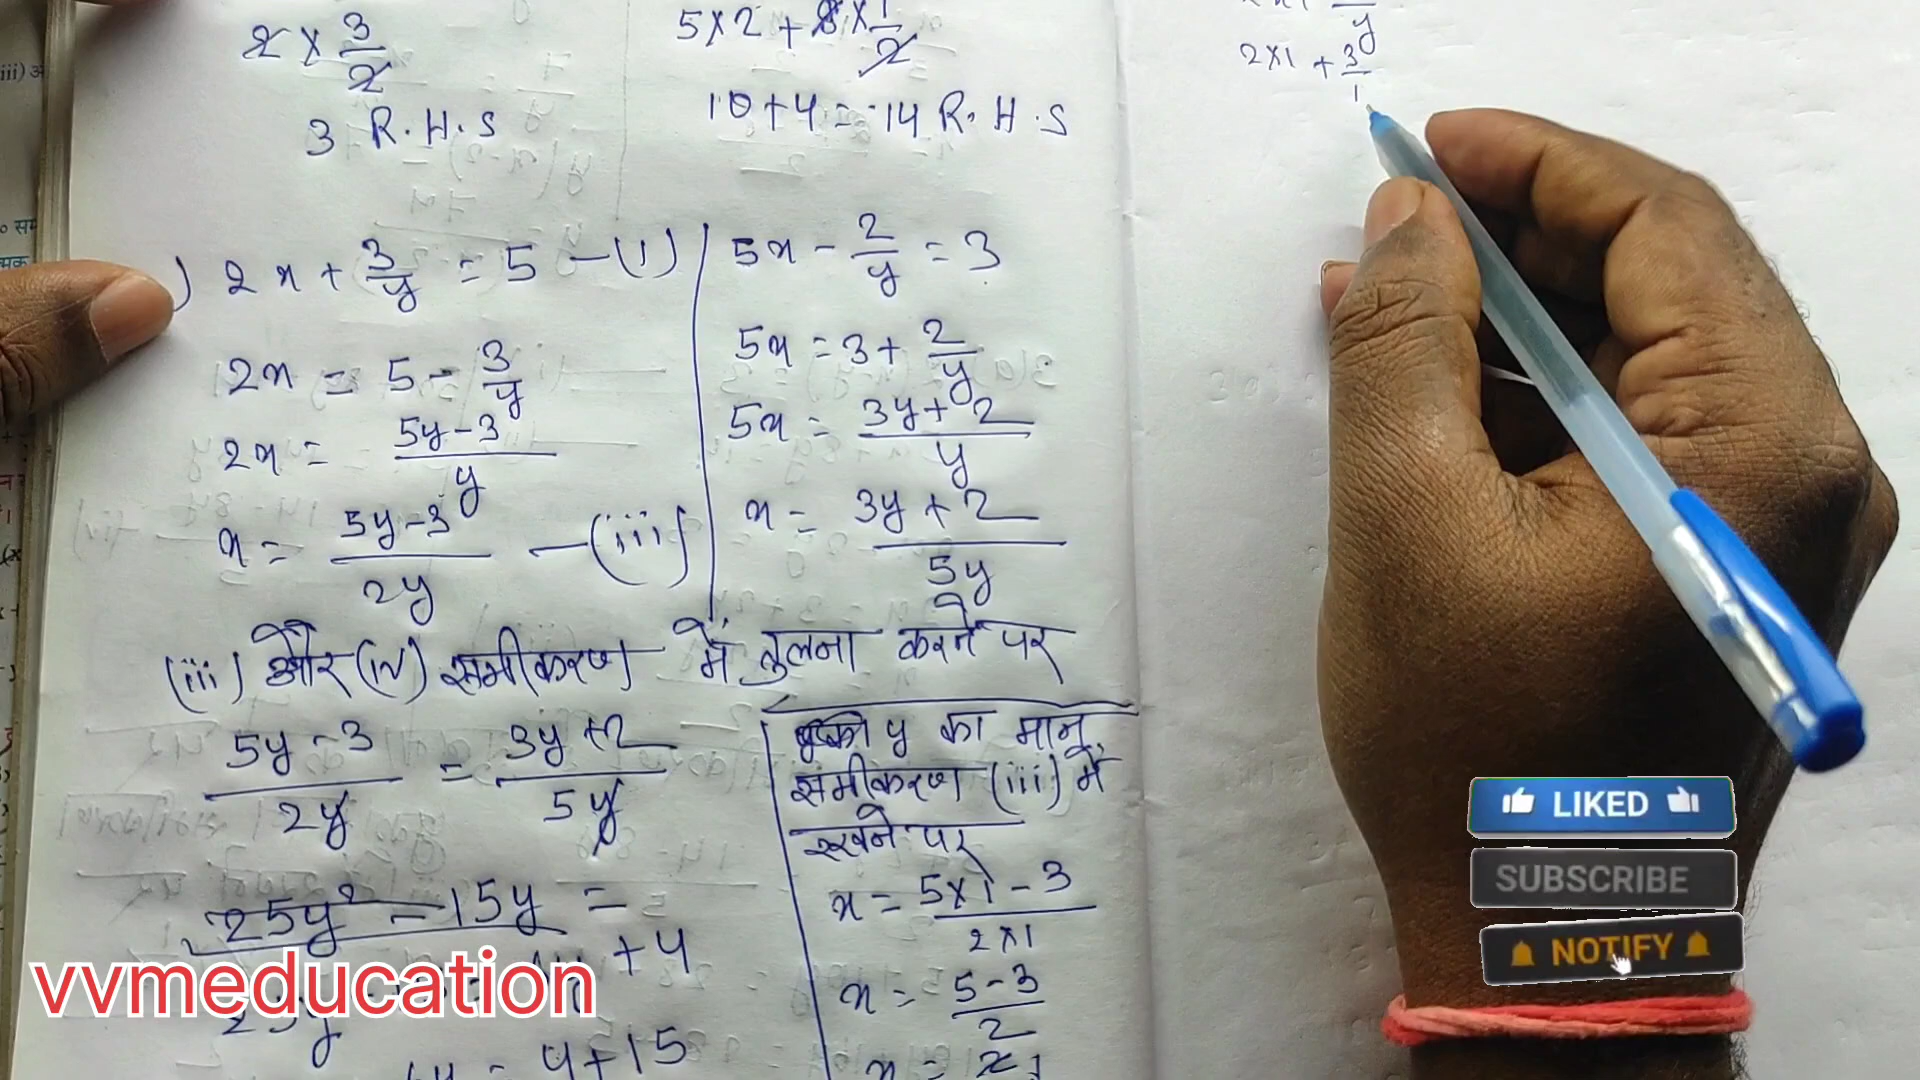 2 × 3/2
3 R.H.S
5×2 + 8×1/2
10+4 = 14 R.H.S
2×1 + 3/1
) 2x + 3/y = 5 —(1)
2x = 5 - 3/y
2x = 5y-3/y
x = 5y-3/2y —(iii)
5x - 2/y = 3
5x = 3 + 2/y
5x = 3y+2/y
x = 3y+2/5y
(iii) और (iv) समीकरण में तुलना करने पर
5y-3/2y = 3y+2/5y
25y² - 15y =
+4
4+15
y का मान
समीकरण (iii) में
रखने पर
x = 5×1-3/2×1
x = 5-3/2
vvmeducation
LIKED
SUBSCRIBE
NOTIFY